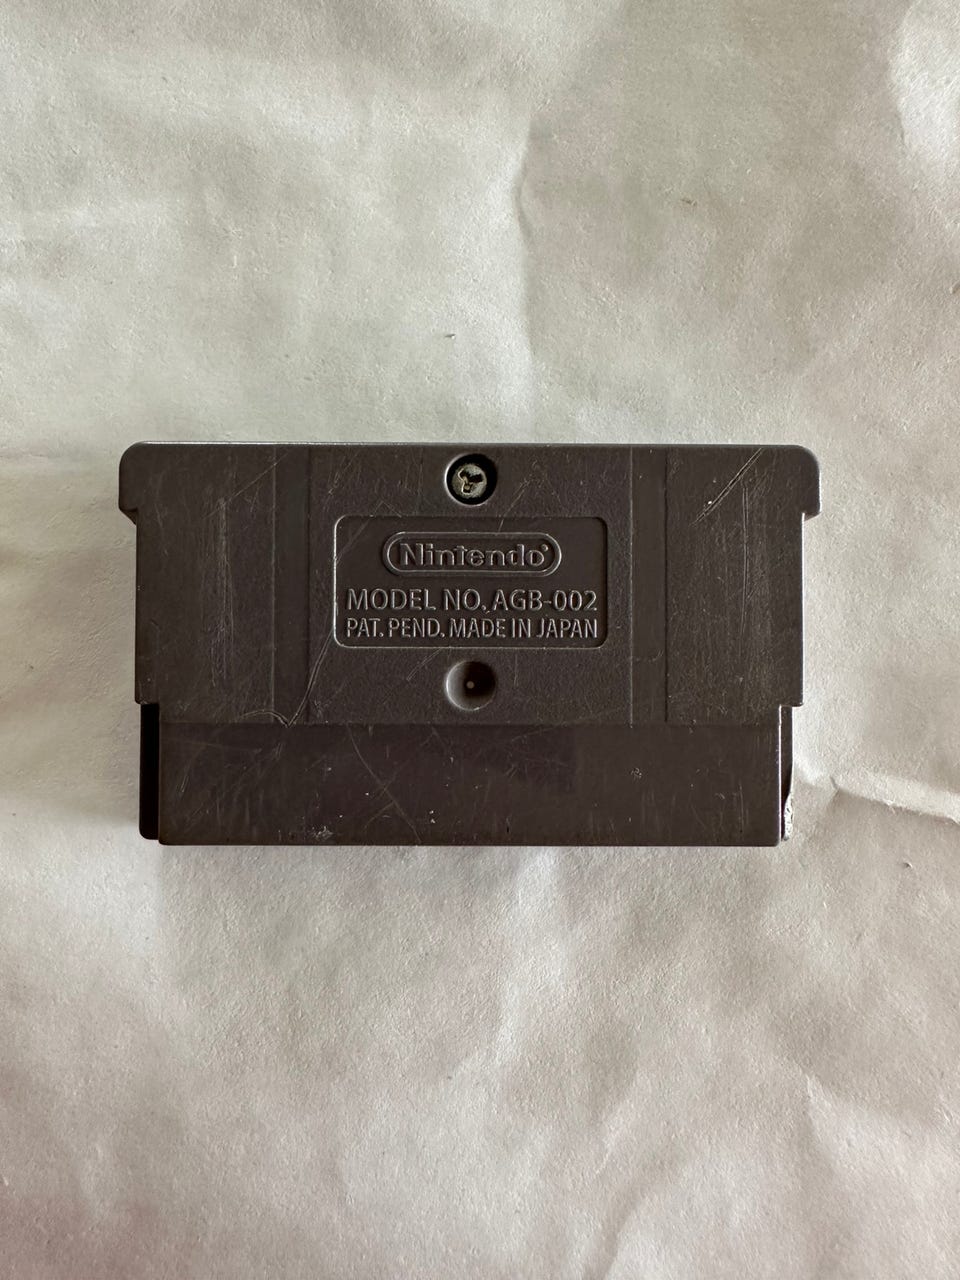 Nintendo®
MODEL NO. AGB-002
PAT. PEND. MADE IN JAPAN